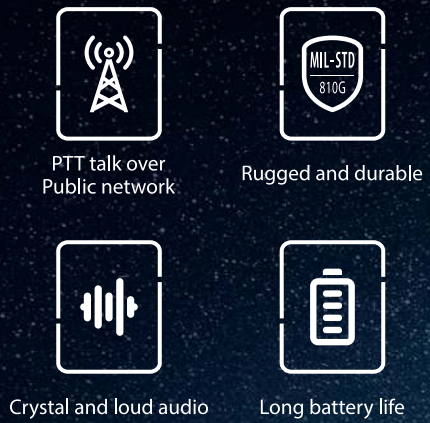 PTT talk over
Public network
MIL-STD
810G
Rugged and durable
Crystal and loud audio
Long battery life